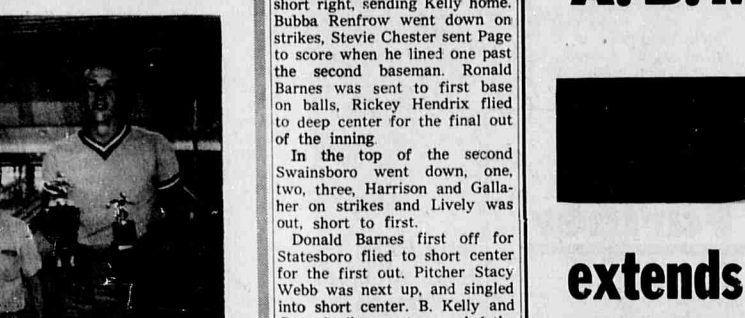 short right, sending Kelly home.
Bubba Renfrow went down on
strikes, Stevie Chester sent Page
to score when he lined one past
the second baseman. Ronald
Barnes was sent to first base
on balls, Rickey Hendrix flied
to deep center for the final out
of the inning
In the top of the second
Swainsboro went down, one,
two, three, Harrison and Galla-
her on strikes and Lively was
out, short to first.
Donald Barnes first off for
Statesboro flied to short center
for the first out. Pitcher Stacy
Webb was next up, and singled
into short center. B. Kelly and
extends